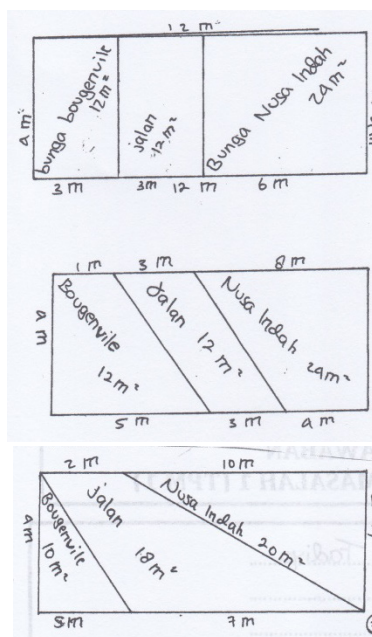 12 m
4 m
bunga bougenvile
12 m²
jalan
12 m²
Bunga Nusa Indah
24 m²
3 m 3m 12 m 6 m
1 m 3 m 8 m
4 m
Bougenvile
12 m²
Jalan
12 m²
Nusa Indah
24 m²
5 m 3 m 4 m
2 m 10 m
4 m
Bougenvile
10 m²
jalan
18 m²
Nusa Indah
20 m²
5 m 7 m